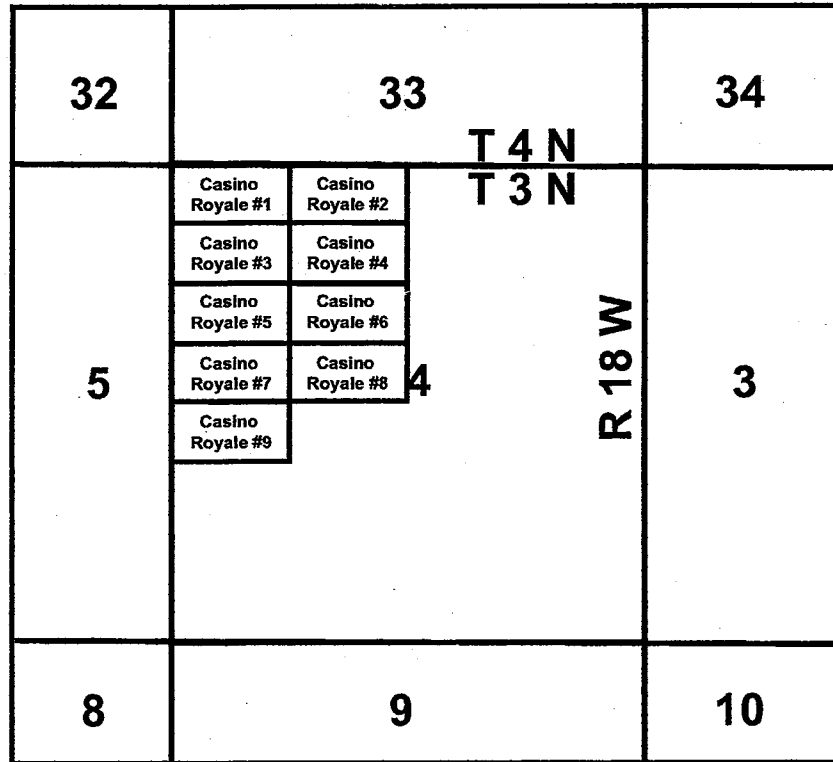 32
33
34
T 4 N
T 3 N
Casino
Royale #1
Casino
Royale #2
Casino
Royale #3
Casino
Royale #4
Casino
Royale #5
Casino
Royale #6
Casino
Royale #7
Casino
Royale #8
Casino
Royale #9
5
4
R 18 W
3
8
9
10